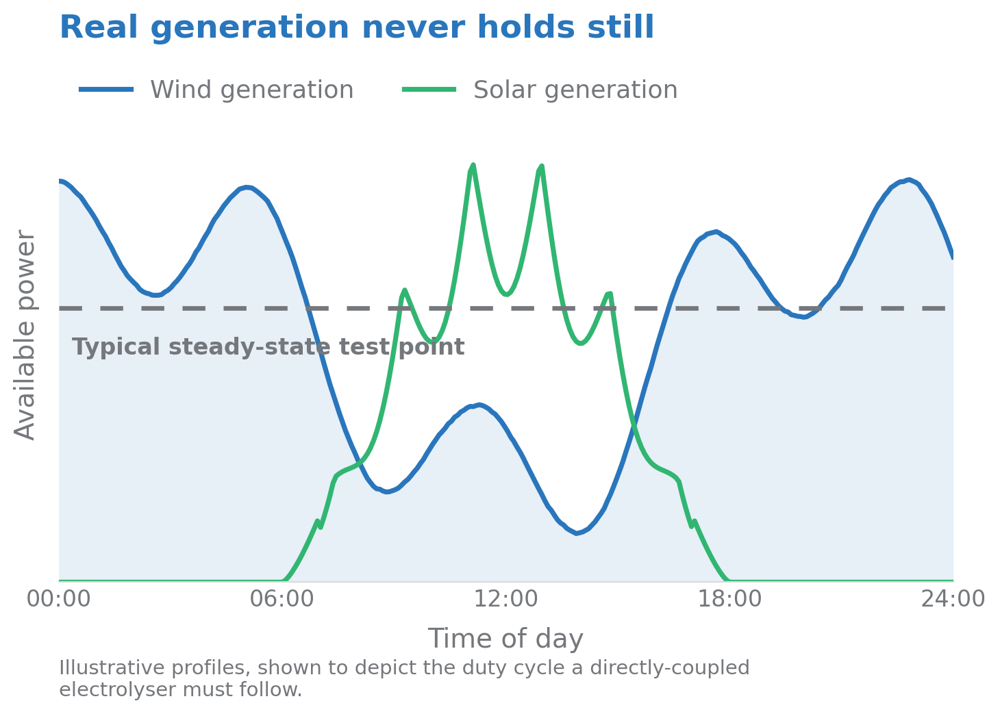 Real generation never holds still
Wind generation
Solar generation
Available power
Typical steady-state test point
00:00
06:00
12:00
18:00
24:00
Time of day
Illustrative profiles, shown to depict the duty cycle a directly-coupled
electrolyser must follow.